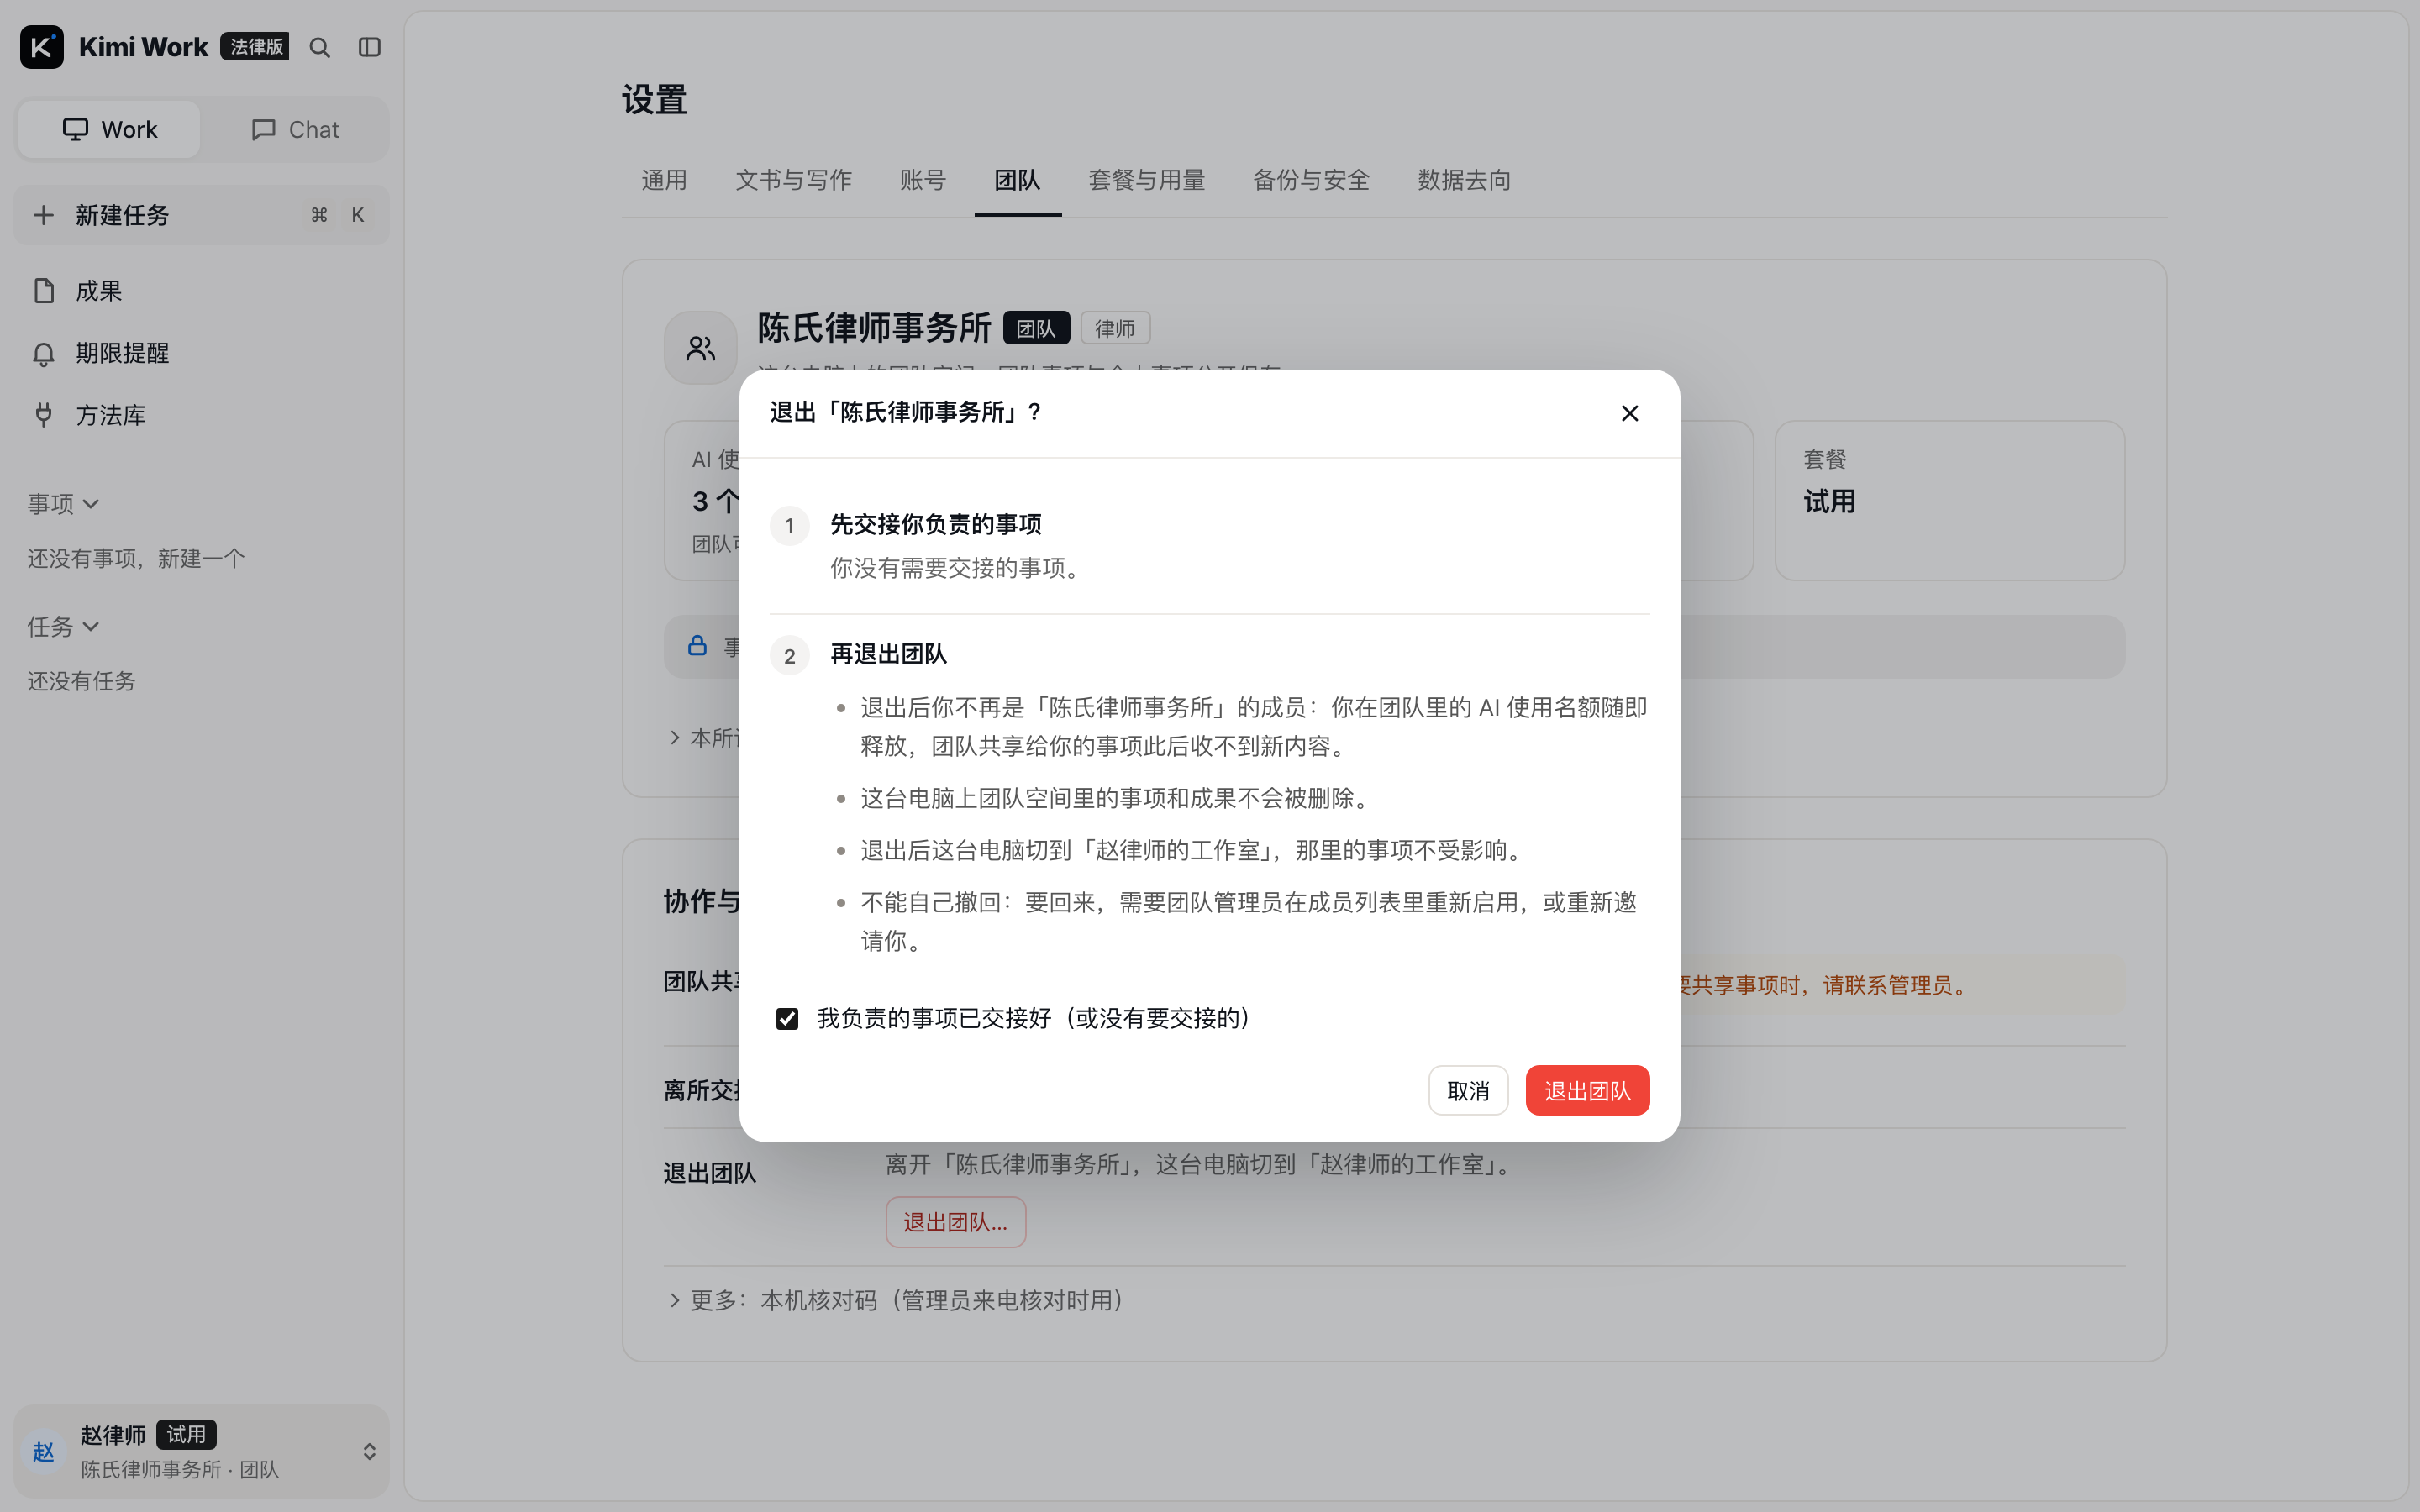 Kimi Work 法律版
Work
Chat
新建任务 ⌘ K
成果
期限提醒
方法库
事项
还没有事项，新建一个
任务
还没有任务
赵
赵律师 试用
陈氏律师事务所 · 团队
设置
通用 文书与写作 账号 团队 套餐与用量 备份与安全 数据去向
陈氏律师事务所 团队 律师
AI 使
3 个
团队可
套餐
试用
事
本所
协作与
团队共享
要共享事项时，请联系管理员。
离所交接
退出团队
离开「陈氏律师事务所」，这台电脑切到「赵律师的工作室」。
退出团队...
更多：本机核对码（管理员来电核对时用）
退出「陈氏律师事务所」?
1 先交接你负责的事项
你没有需要交接的事项。
2 再退出团队
退出后你不再是「陈氏律师事务所」的成员：你在团队里的 AI 使用名额随即
释放，团队共享给你的事项此后收不到新内容。
这台电脑上团队空间里的事项和成果不会被删除。
退出后这台电脑切到「赵律师的工作室」，那里的事项不受影响。
不能自己撤回：要回来，需要团队管理员在成员列表里重新启用，或重新邀
请你。
我负责的事项已交接好（或没有要交接的）
取消
退出团队